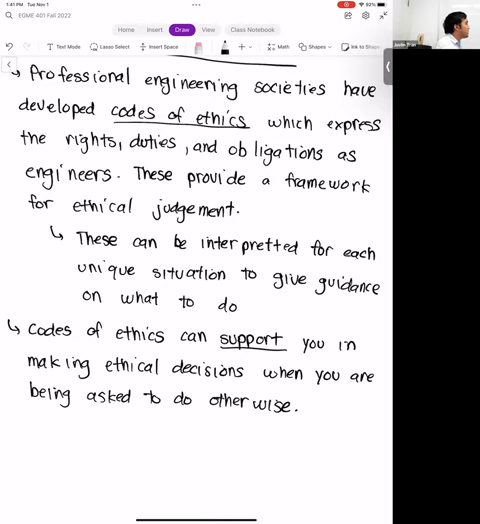 1:41 PM Tue Nov 1
92%
EGME 401 Fall 2022
Home Insert Draw View Class Notebook
Text Mode Lasso Select Insert Space Math Shapes Ink to Shape
Professional engineering societies have
developed codes of ethics which express
the rights, duties, and obligations as
engineers. These provide a framework
for ethical judgement.
These can be interpretted for each
unique situation to give guidance
on what to do
Codes of ethics can support you in
making ethical decisions when you are
being asked to do otherwise.